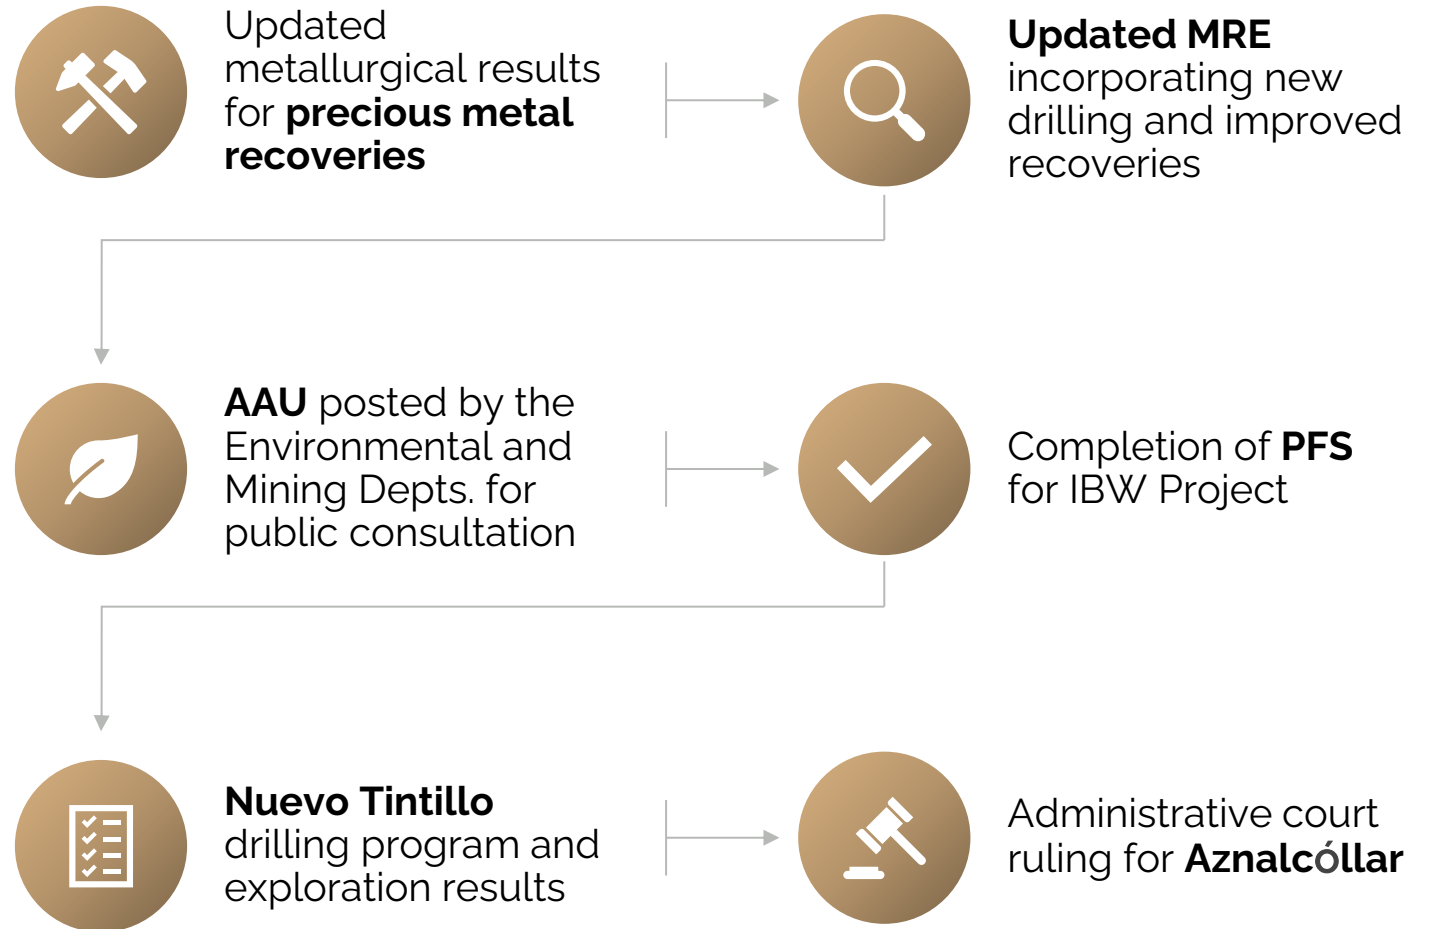 Updated
metallurgical results
for precious metal
recoveries
Updated MRE
incorporating new
drilling and improved
recoveries
AAU posted by the
Environmental and
Mining Depts. for
public consultation
Completion of PFS
for IBW Project
Nuevo Tintillo
drilling program and
exploration results
Administrative court
ruling for Aznalcóllar